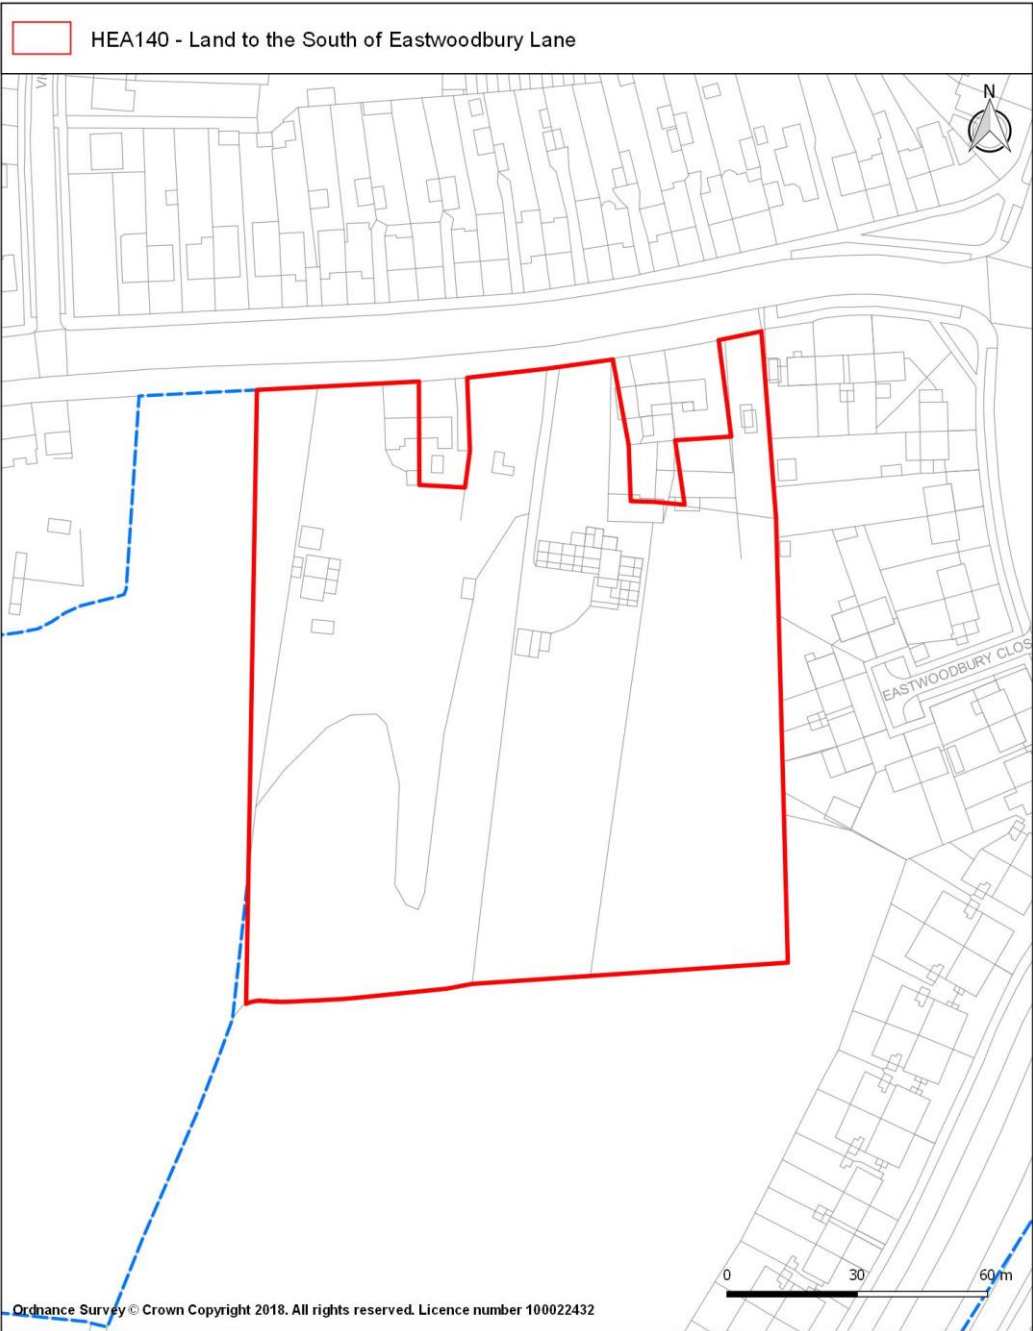 HEA140 - Land to the South of Eastwoodbury Lane
N
EASTWOODBURY CLOS
0 30 60 m
Ordnance Survey © Crown Copyright 2018. All rights reserved. Licence number 100022432